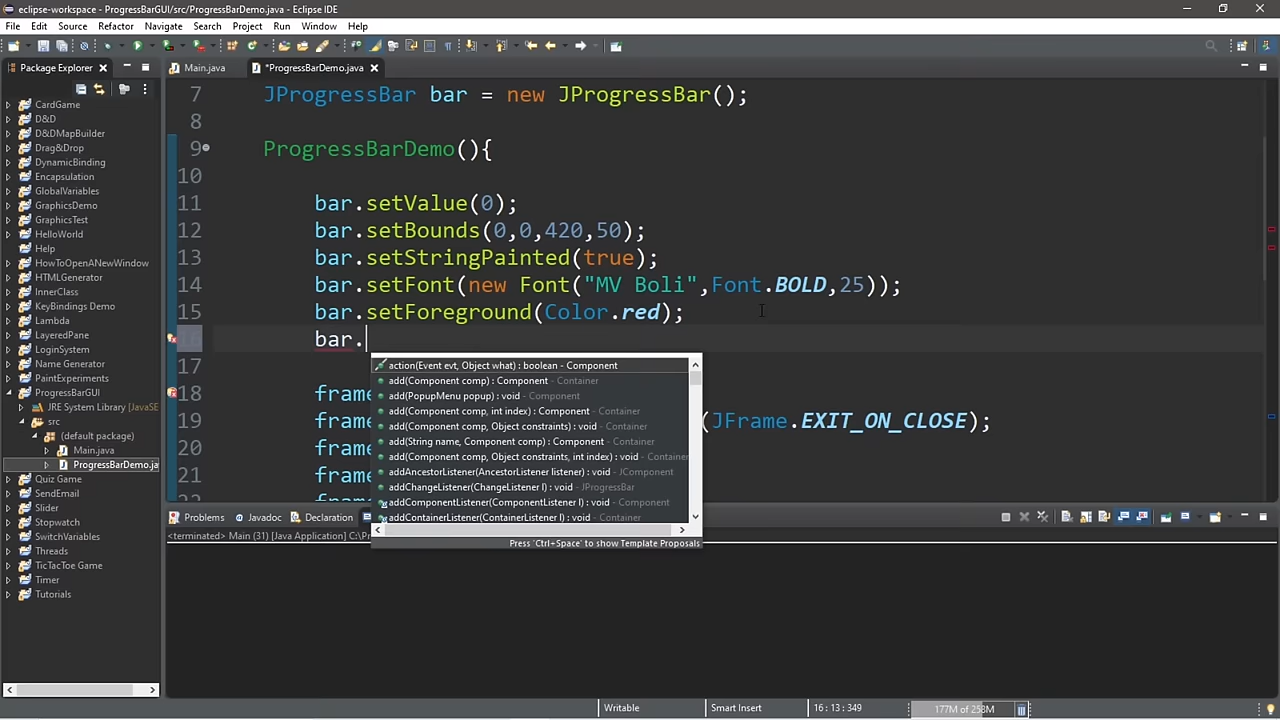 eclipse-workspace - ProgressBarGUI/src/ProgressBarDemo.java - Eclipse IDE
File Edit Source Refactor Navigate Search Project Run Window Help
Package Explorer
Main.java
*ProgressBarDemo.java
CardGame
D&D
D&DMapBuilder
Drag&Drop
DynamicBinding
Encapsulation
GlobalVariables
GraphicsDemo
GraphicsTest
HelloWorld
Help
HowToOpenANewWindow
HTMLGenerator
InnerClass
KeyBindings Demo
Lambda
LayeredPane
LoginSystem
Name Generator
PaintExperiments
ProgressBarGUI
JRE System Library [JavaSE
src
(default package)
Main.java
ProgressBarDemo.ja
Quiz Game
SendEmail
Slider
Stopwatch
SwitchVariables
Threads
TicTacToe Game
Timer
Tutorials
7 JProgressBar bar = new JProgressBar();
8
9 ProgressBarDemo(){
10
11 bar.setValue(0);
12 bar.setBounds(0,0,420,50);
13 bar.setStringPainted(true);
14 bar.setFont(new Font("MV Boli",Font.BOLD,25));
15 bar.setForeground(Color.red);
16 bar.
17
18 frame
19 frame (JFrame.EXIT_ON_CLOSE);
20 frame
21 frame
action(Event evt, Object what) : boolean - Component
add(Component comp) : Component - Container
add(PopupMenu popup) : void - Component
add(Component comp, int index) : Component - Container
add(Component comp, Object constraints) : void - Container
add(String name, Component comp) : Component - Container
add(Component comp, Object constraints, int index) : void - Container
addAncestorListener(AncestorListener listener) : void - JComponent
addChangeListener(ChangeListener l) : void - JProgressBar
addComponentListener(ComponentListener l) : void - Component
addContainerListener(ContainerListener l) : void - Container
Press 'Ctrl+Space' to show Template Proposals
Problems Javadoc Declaration
<terminated> Main (31) [Java Application] C:\Pr
Writable Smart Insert 16 : 13 : 349 177M of 258M